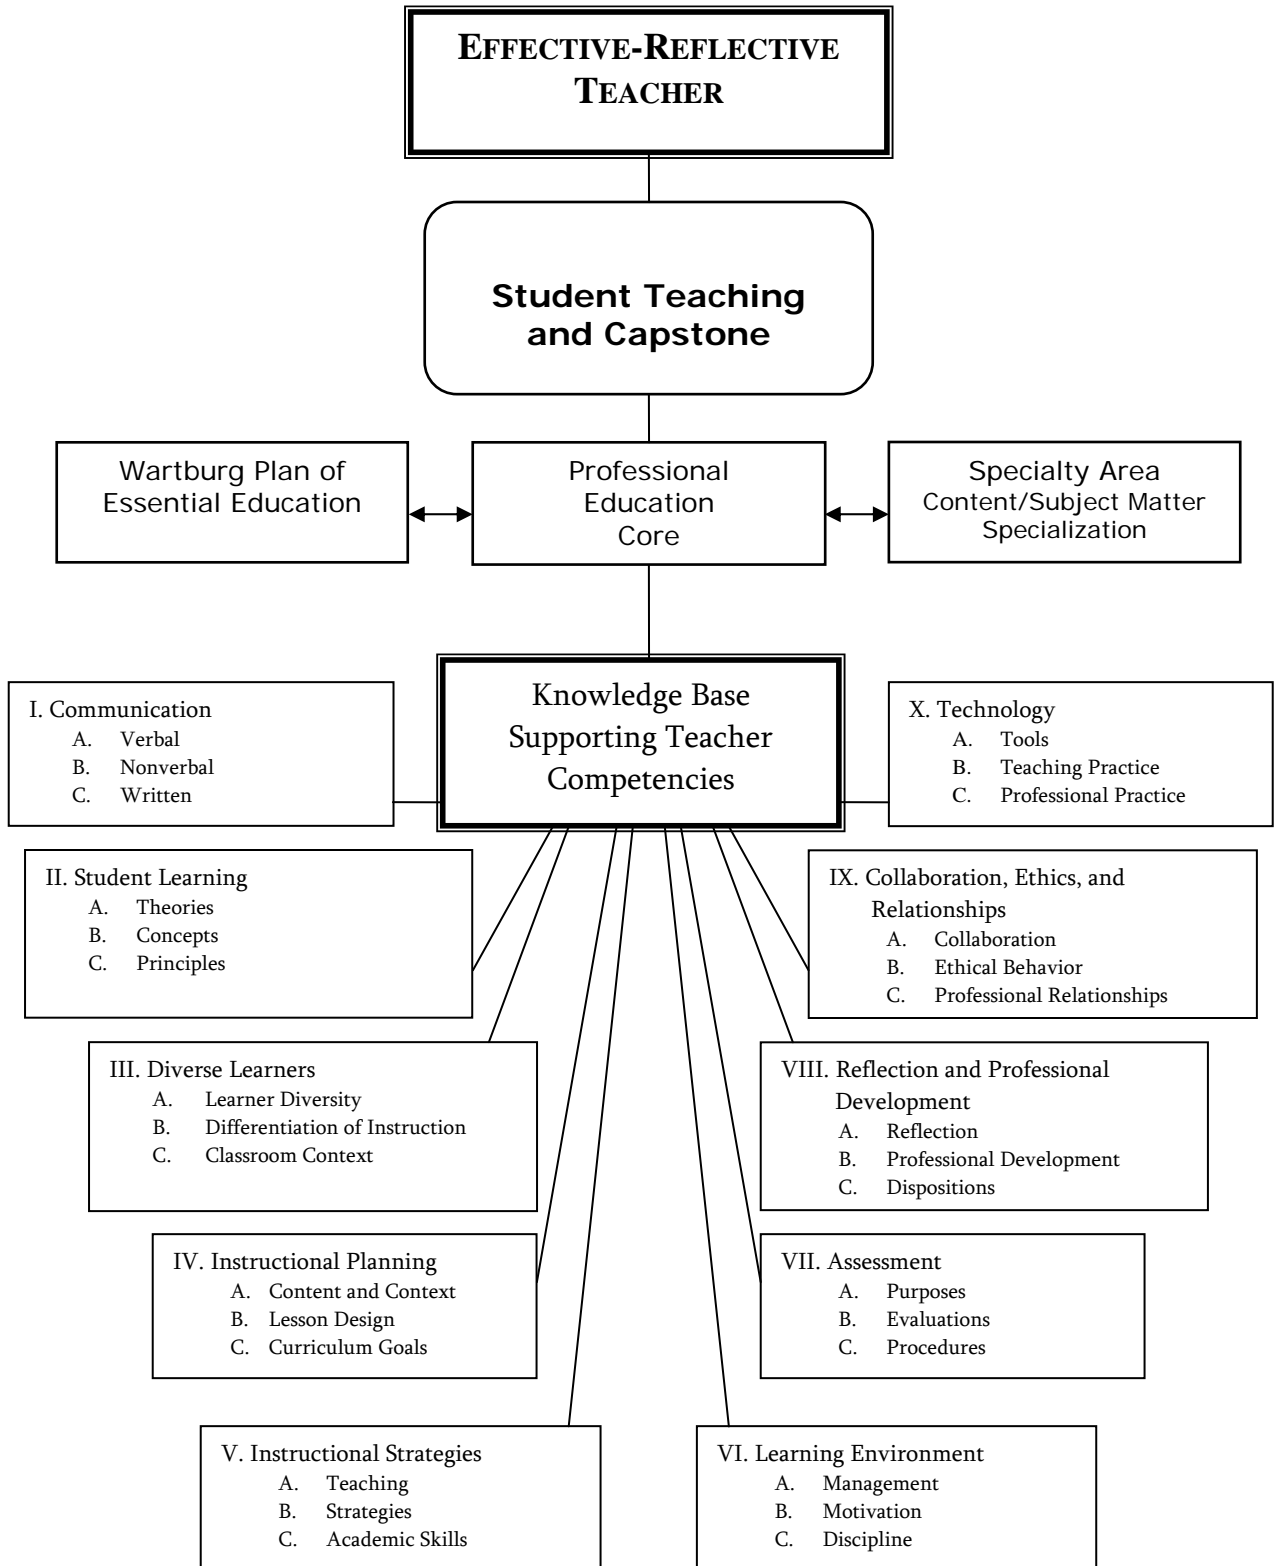 EFFECTIVE-REFLECTIVE
TEACHER
Student Teaching
and Capstone
Wartburg Plan of
Essential Education
Professional
Education
Core
Specialty Area
Content/Subject Matter
Specialization
Knowledge Base
Supporting Teacher
Competencies
I. Communication
A. Verbal
B. Nonverbal
C. Written
II. Student Learning
A. Theories
B. Concepts
C. Principles
III. Diverse Learners
A. Learner Diversity
B. Differentiation of Instruction
C. Classroom Context
IV. Instructional Planning
A. Content and Context
B. Lesson Design
C. Curriculum Goals
V. Instructional Strategies
A. Teaching
B. Strategies
C. Academic Skills
VI. Learning Environment
A. Management
B. Motivation
C. Discipline
VII. Assessment
A. Purposes
B. Evaluations
C. Procedures
VIII. Reflection and Professional
Development
A. Reflection
B. Professional Development
C. Dispositions
IX. Collaboration, Ethics, and
Relationships
A. Collaboration
B. Ethical Behavior
C. Professional Relationships
X. Technology
A. Tools
B. Teaching Practice
C. Professional Practice